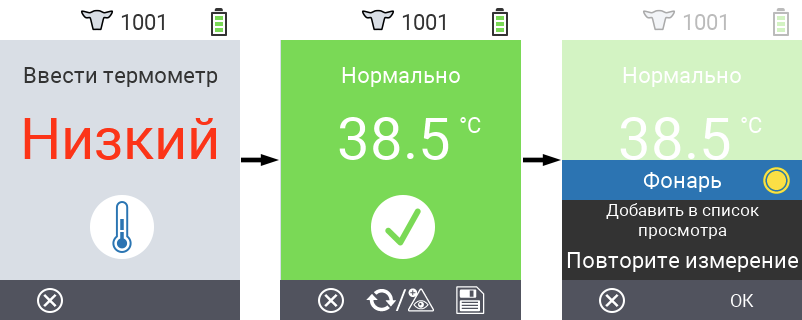 1001
Ввести термометр
Низкий
1001
Нормально
38.5 °C
1001
Нормально
38.5 °C
Фонарь
Добавить в список
просмотра
Повторите измерение
OK